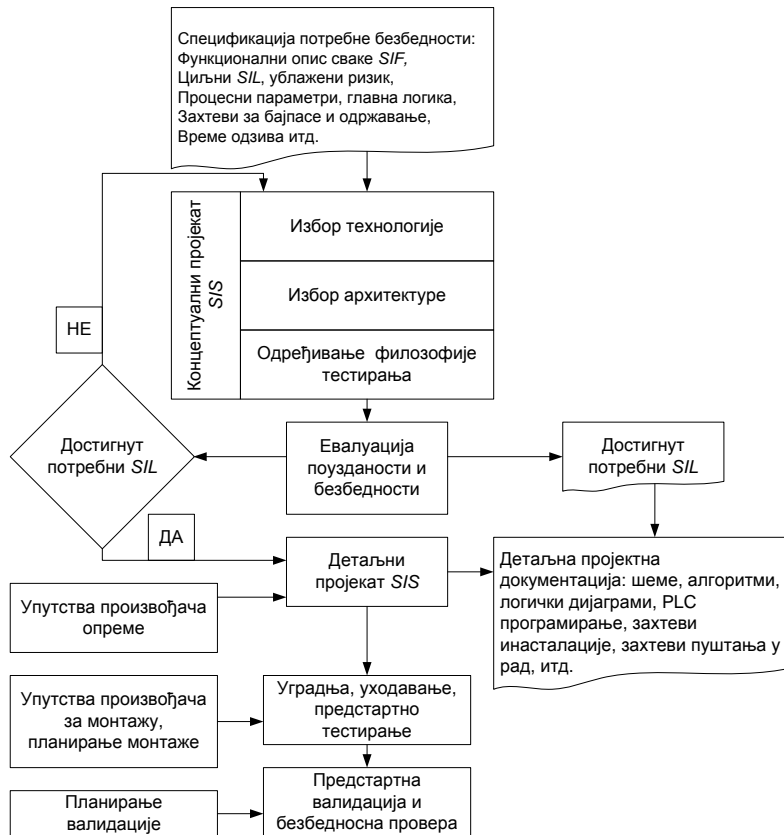 Спецификација потребне безбедности:
Функционални опис сваке SIF,
Циљни SIL, ублажени ризик,
Процесни параметри, главна логика,
Захтеви за бајпасе и одржавање,
Време одзива итд.
Концептуални пројекат
SIS
Избор технологије
Избор архитектуре
Одређивање филозофије
тестирања
НЕ
Достигнут
потребни SIL
Евалуација
поузданости и
безбедности
Достигнут
потребни SIL
ДА
Детаљни
пројекат SIS
Детаљна пројектна
документација: шеме, алгоритми,
логички дијаграми, PLC
програмирање, захтеви
инасталације, захтеви пуштања у
рад, итд.
Упутства произвођача
опреме
Упутства произвођача
за монтажу,
планирање монтаже
Уградња, уходавање,
предстартно
тестирање
Планирање
валидације
Предстартна
валидација и
безбедносна провера